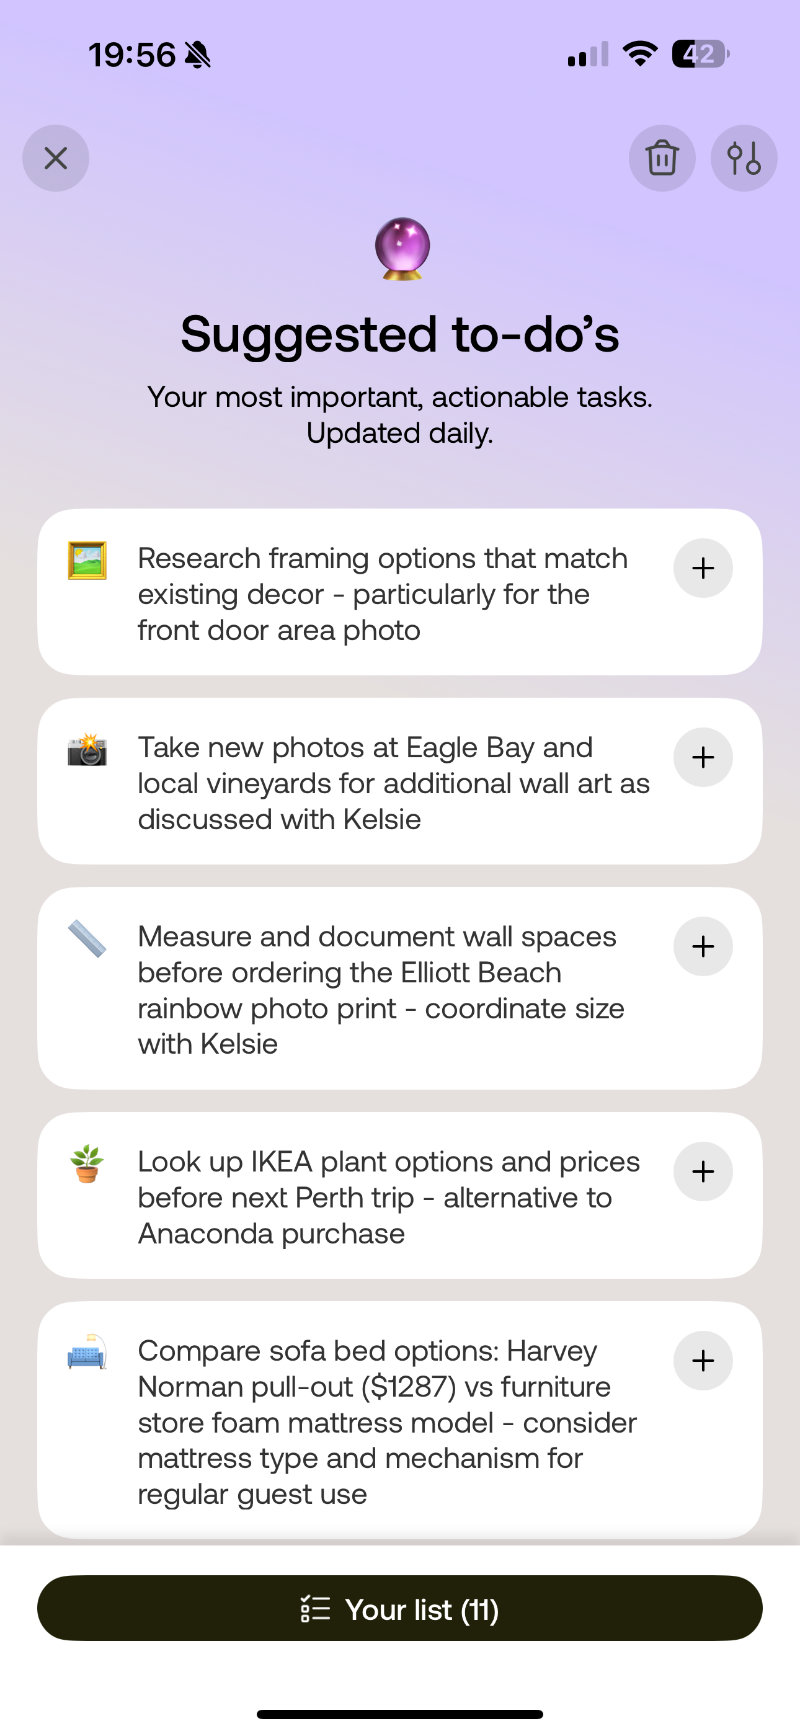 19:56
42
Suggested to-do’s
Your most important, actionable tasks.
Updated daily.
Research framing options that match
existing decor - particularly for the
front door area photo
Take new photos at Eagle Bay and
local vineyards for additional wall art as
discussed with Kelsie
Measure and document wall spaces
before ordering the Elliott Beach
rainbow photo print - coordinate size
with Kelsie
Look up IKEA plant options and prices
before next Perth trip - alternative to
Anaconda purchase
Compare sofa bed options: Harvey
Norman pull-out ($1287) vs furniture
store foam mattress model - consider
mattress type and mechanism for
regular guest use
Your list (11)